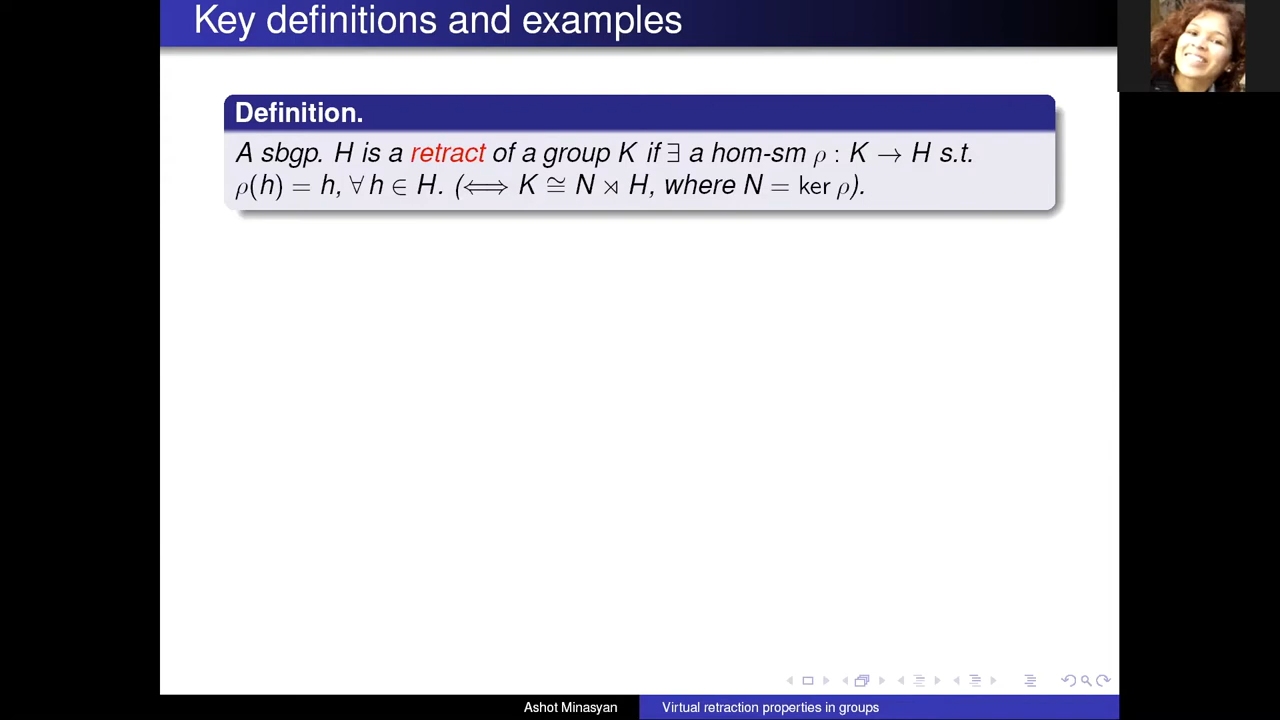 Key definitions and examples
Definition.
A sbgp. H is a retract of a group K if ∃ a hom-sm ρ : K → H s.t.
ρ(h) = h, ∀ h ∈ H. (⟺ K ≅ N ⋊ H, where N = ker ρ).
Ashot Minasyan
Virtual retraction properties in groups